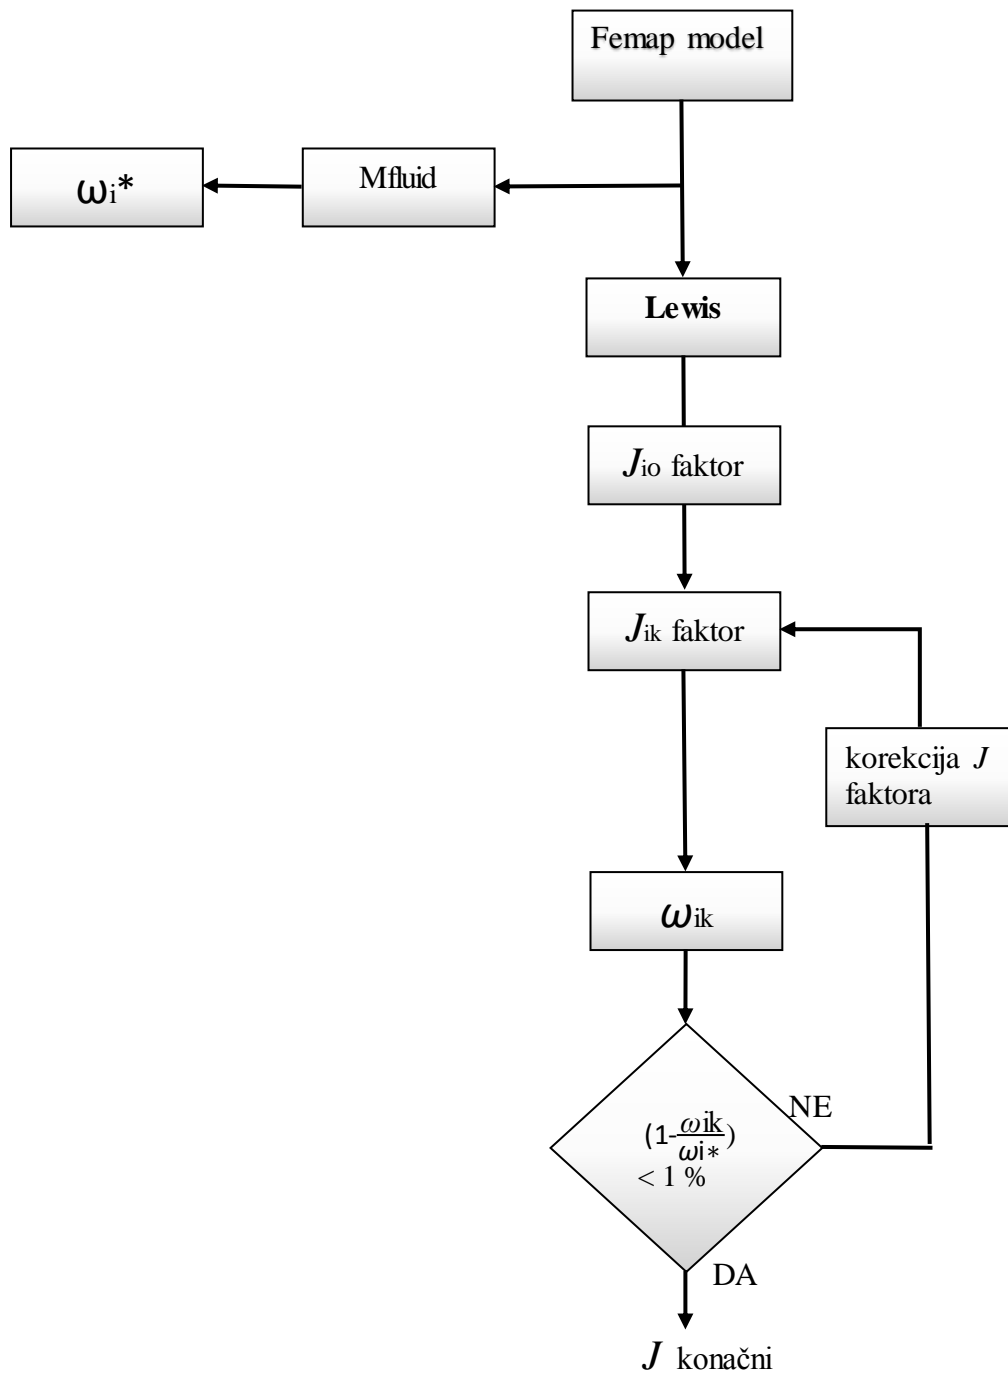 Femap model
ωi*
Mfluid
Lewis
Jio faktor
Jik faktor
korekcija J
faktora
ωik
NE
(1-ωik/ωi*)
< 1 %
DA
J konačni